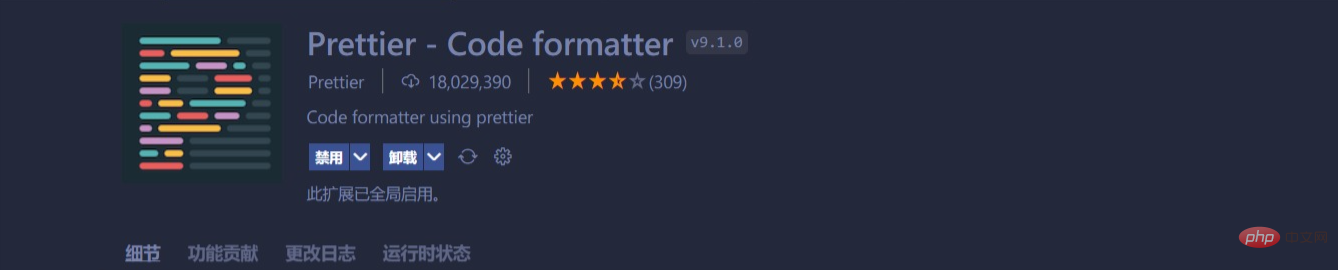 Prettier - Code formatter v9.1.0
Prettier 18,029,390 (309)
Code formatter using prettier
禁用 卸载
此扩展已全局启用。
细节 功能贡献 更改日志 运行时状态
php 中文网